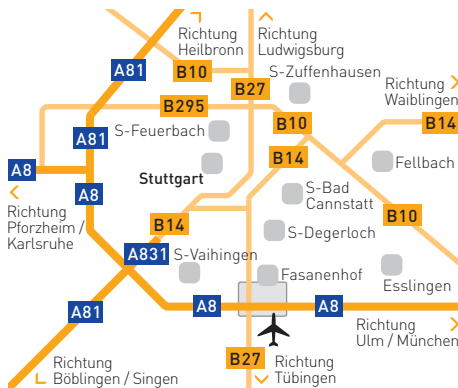 Richtung
Heilbronn
Richtung
Ludwigsburg
A81
B10
S-Zuffenhausen
B27
Richtung
Waiblingen
B295
A81
S-Feuerbach
B10
B14
B14
A8
Stuttgart
Fellbach
A8
S-Bad
Cannstatt
Richtung
Pforzheim /
Karlsruhe
B14
B10
S-Degerloch
A831
S-Vaihingen
Fasanenhof
Esslingen
A81
A8
A8
Richtung
Ulm / München
Richtung
Böblingen / Singen
B27
Richtung
Tübingen